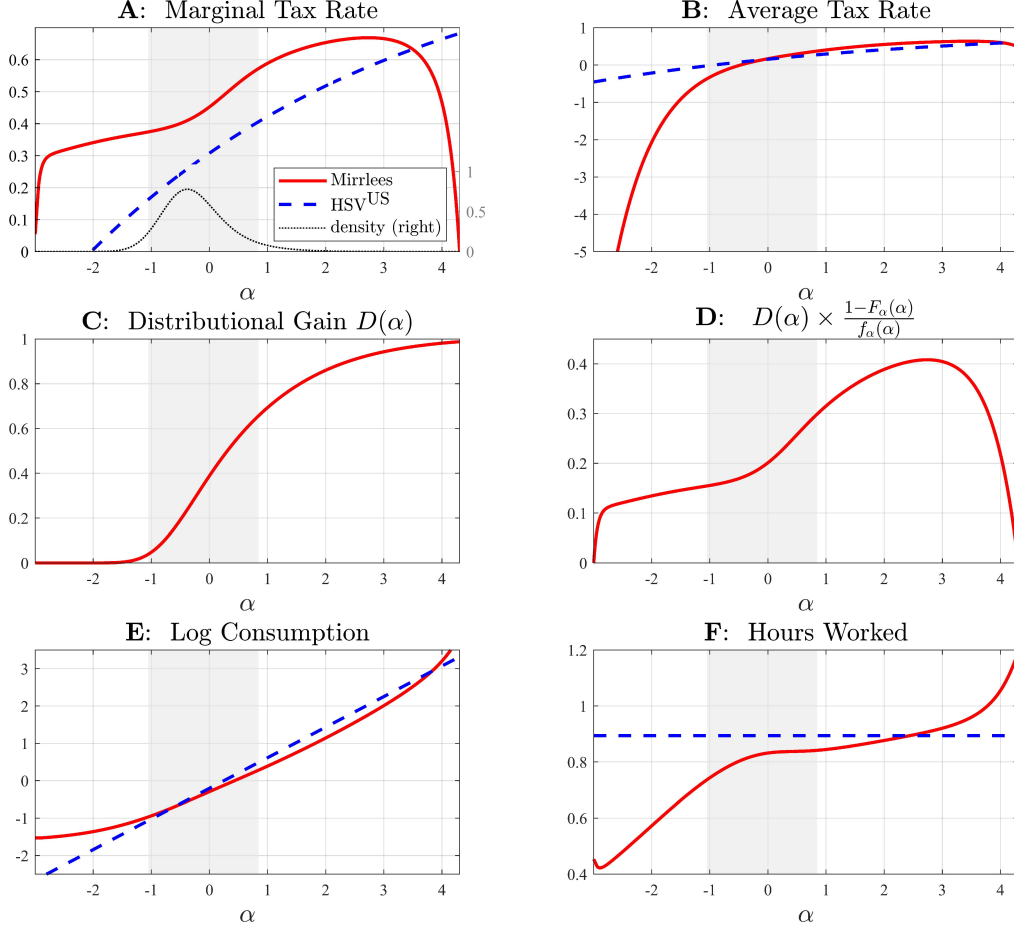 A: Marginal Tax Rate
0.6
0.5
0.4
0.3
0.2
0.1
0
1
0.5
0
Mirrlees
HSV^US
density (right)
-2 -1 0 1 2 3 4
α
B: Average Tax Rate
1
0
-1
-2
-3
-4
-5
-2 -1 0 1 2 3 4
α
C: Distributional Gain D(α)
1
0.8
0.6
0.4
0.2
0
-2 -1 0 1 2 3 4
α
D: D(α) × 1−F_α(α) / f_α(α)
0.4
0.3
0.2
0.1
0
-2 -1 0 1 2 3 4
α
E: Log Consumption
3
2
1
0
-1
-2
-2 -1 0 1 2 3 4
α
F: Hours Worked
1.2
1
0.8
0.6
0.4
-2 -1 0 1 2 3 4
α